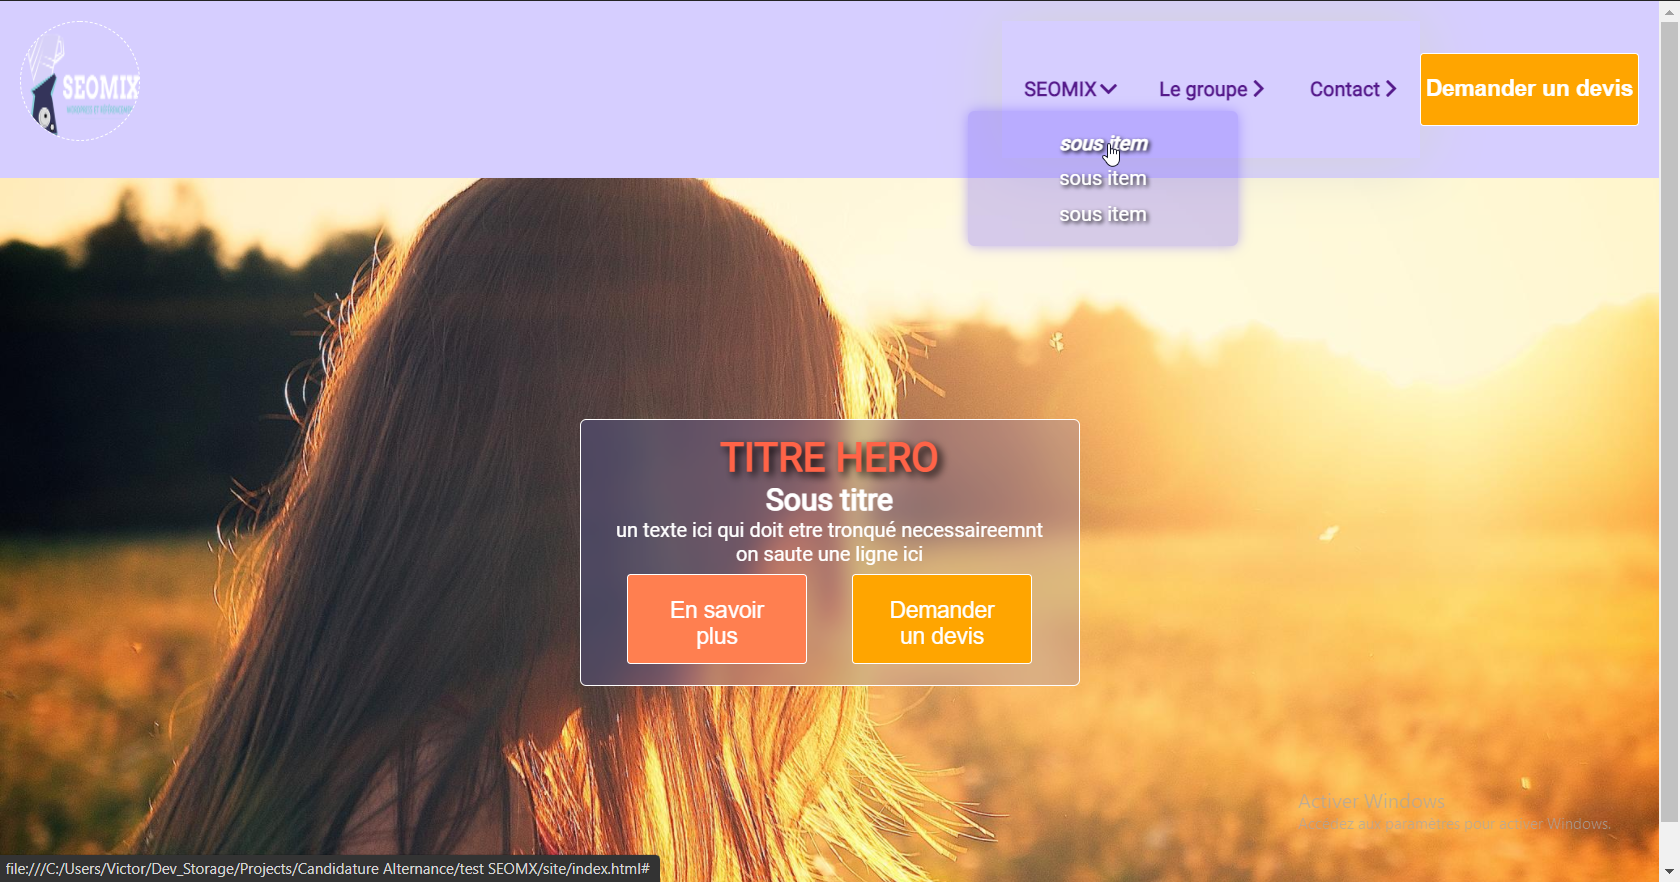 SEOMIX
WORDPRESS ET RÉFÉRENCEMENT
SEOMIX
Le groupe
Contact
Demander un devis
sous item
sous item
sous item
TITRE HERO
Sous titre
un texte ici qui doit etre tronqué necessaireemnt
on saute une ligne ici
En savoir
plus
Demander
un devis
Activer Windows
Accédez aux paramètres pour activer Windows.
file:///C:/Users/Victor/Dev_Storage/Projects/Candidature Alternance/test SEOMX/site/index.html#